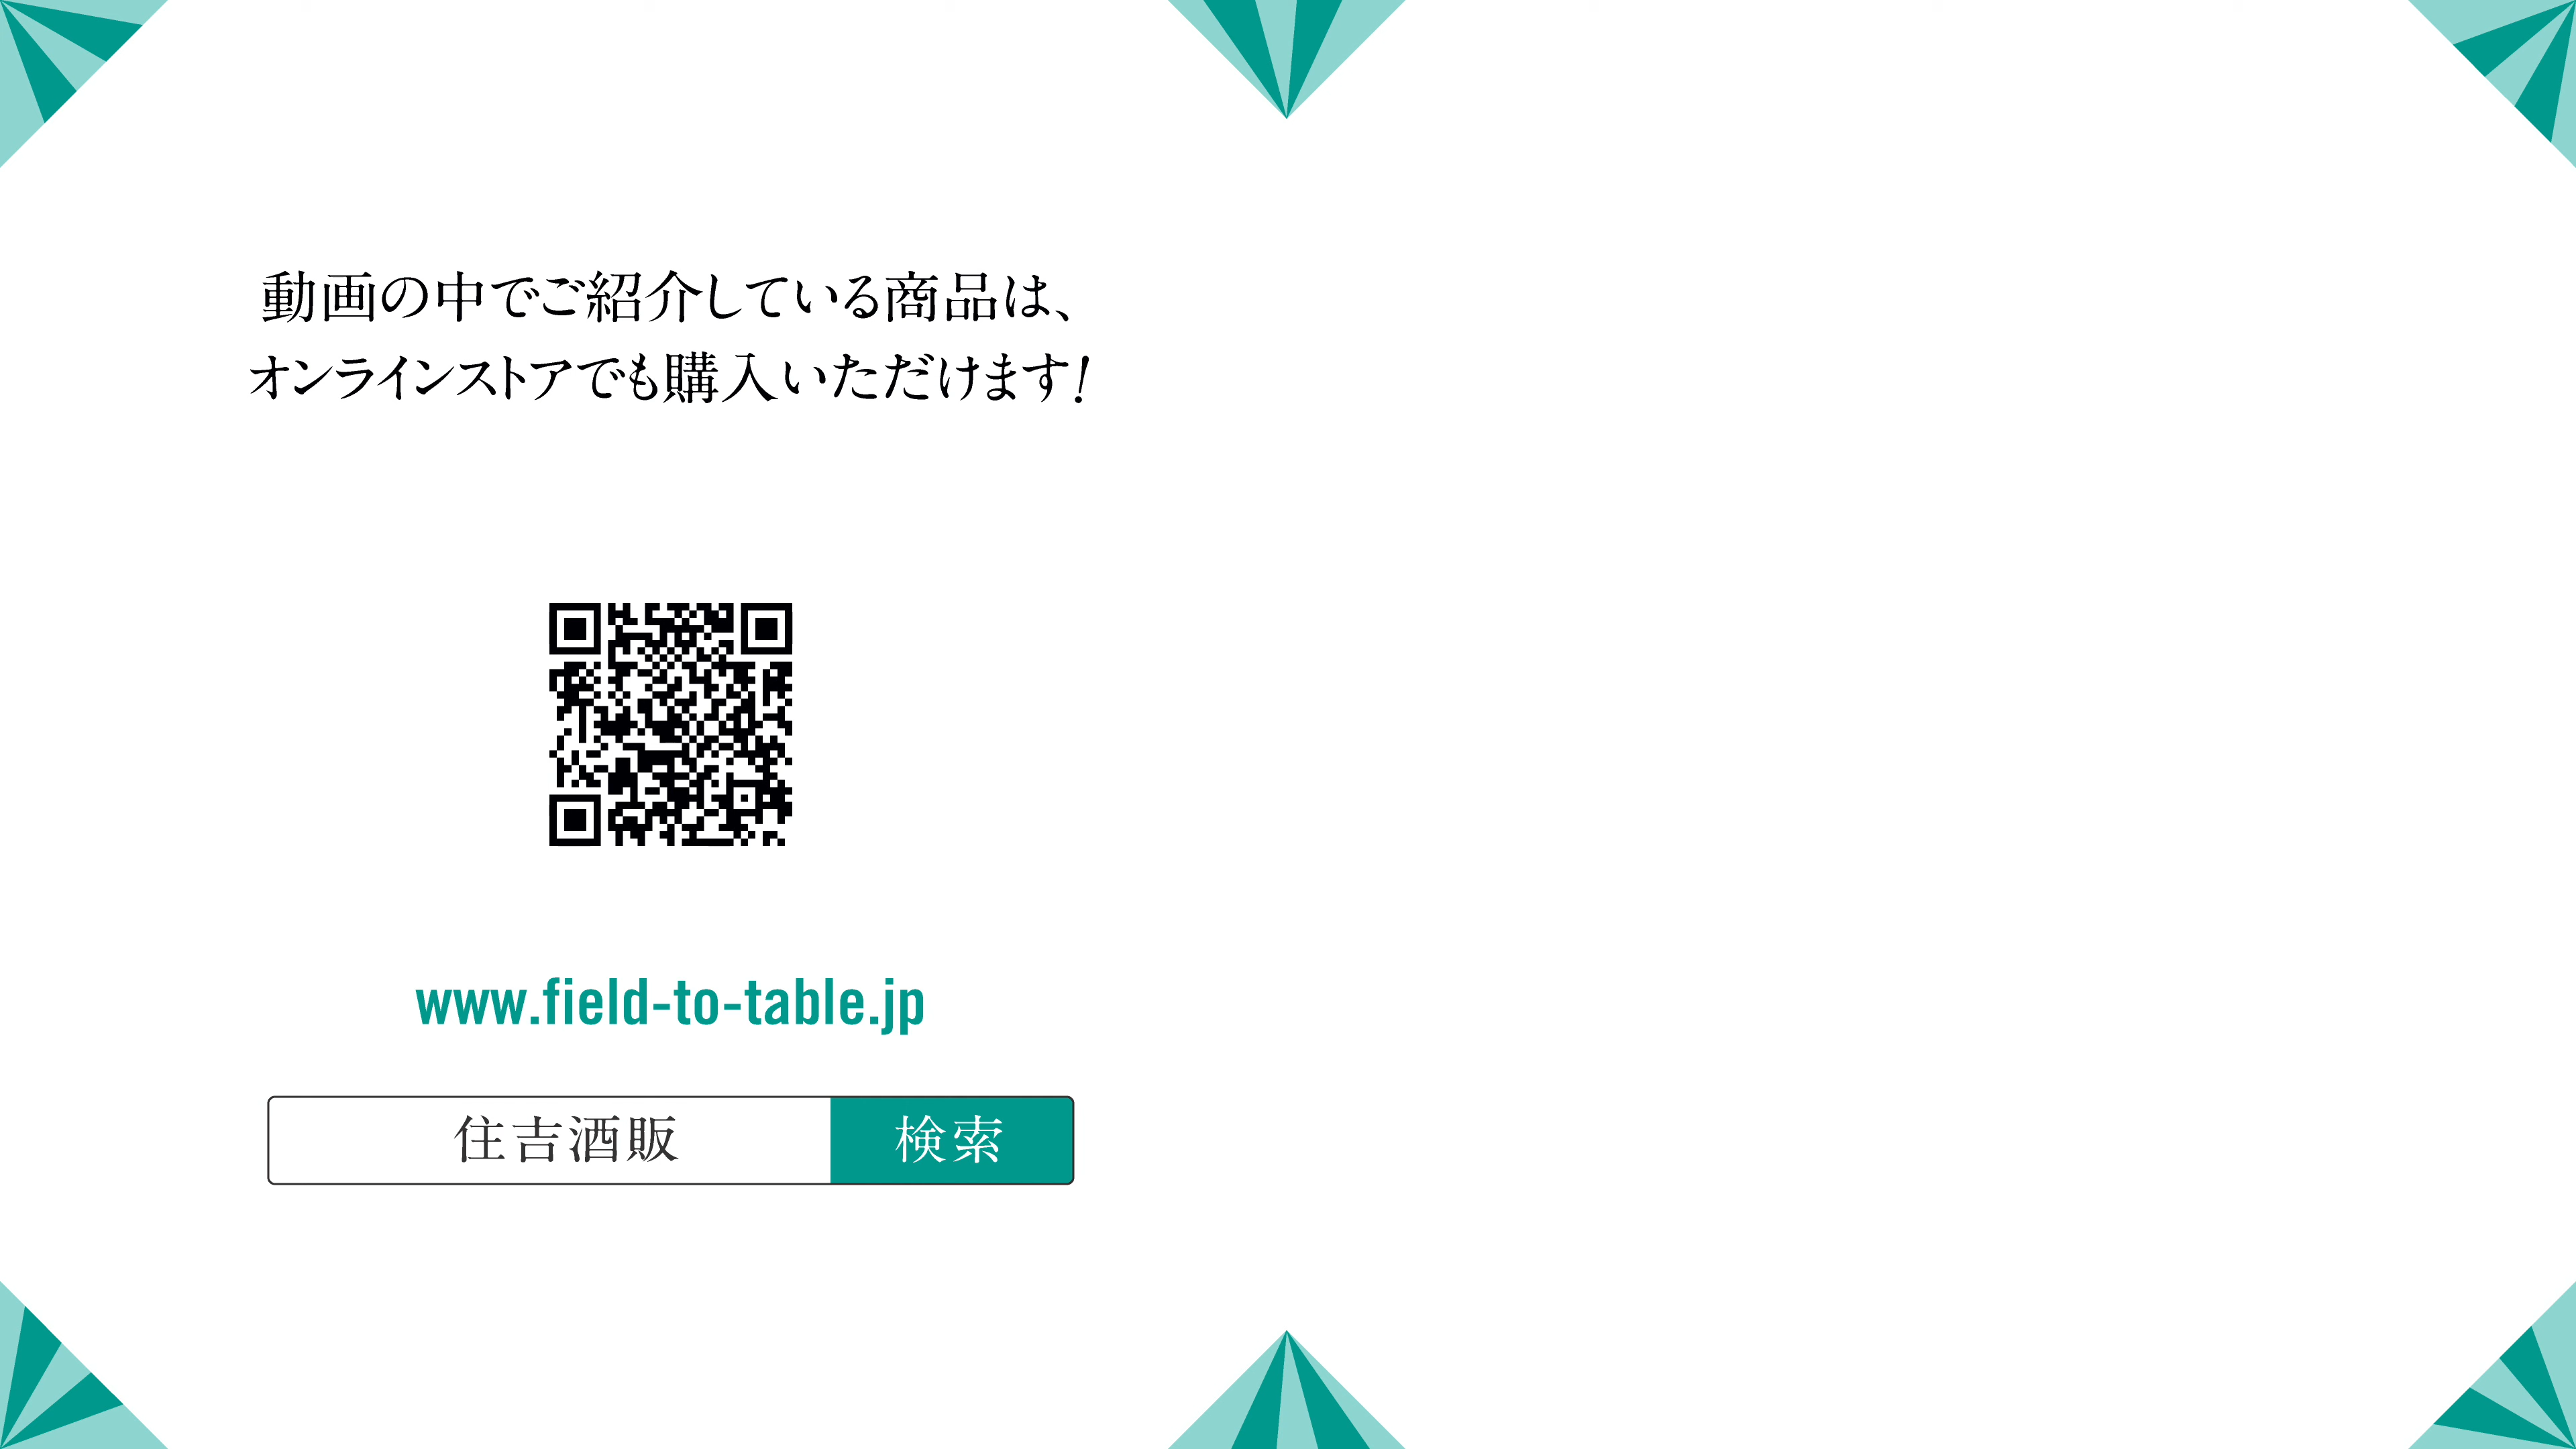 動画の中でご紹介している商品は、
オンラインストアでも購入いただけます!
www.field-to-table.jp
住吉酒販 検索